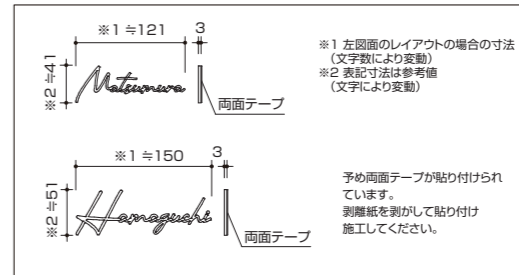 ※1 ≒121
3
※2 ≒41
Matsumura
両面テープ
※1 左図面のレイアウトの場合の寸法
（文字数により変動）
※2 表記寸法は参考値
（文字により変動）
※1 ≒150
3
※2 ≒51
Hamaguchi
両面テープ
予め両面テープが貼り付けられ
ています。
剥離紙を剥がして貼り付け
施工してください。